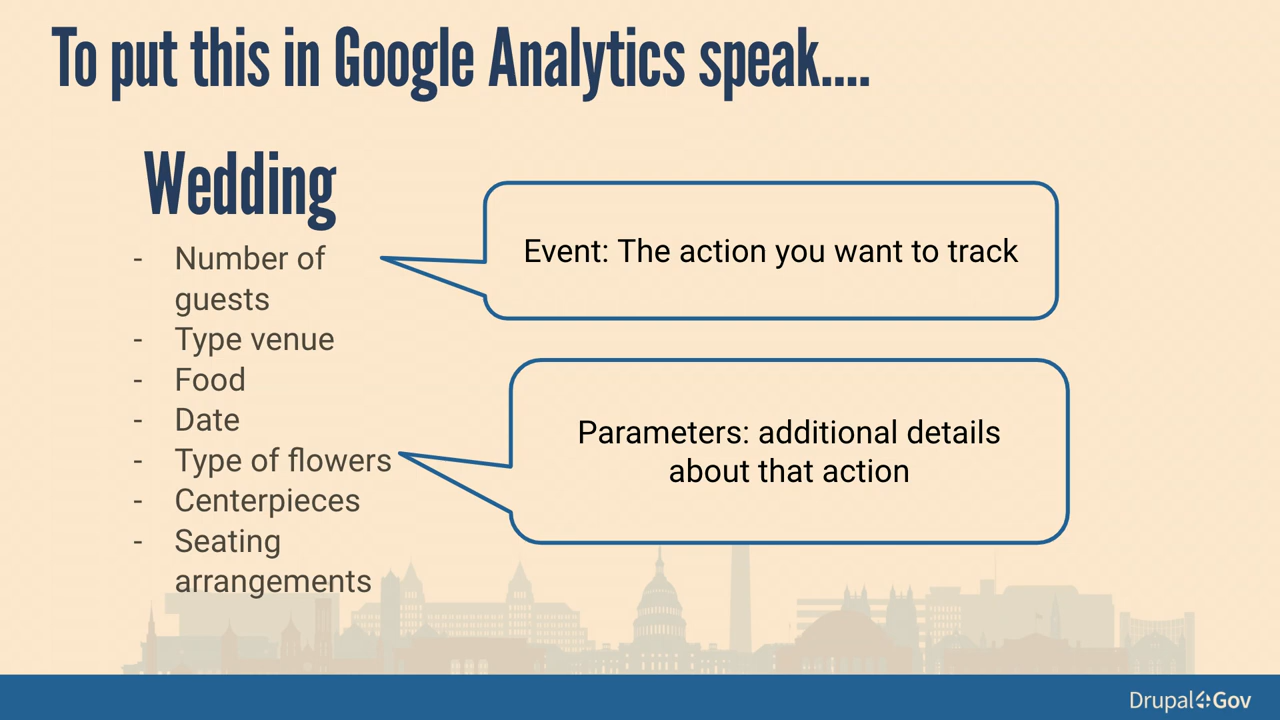 To put this in Google Analytics speak....
Wedding
- Number of
guests
- Type venue
- Food
- Date
- Type of flowers
- Centerpieces
- Seating
arrangements
Event: The action you want to track
Parameters: additional details
about that action
Drupal4Gov